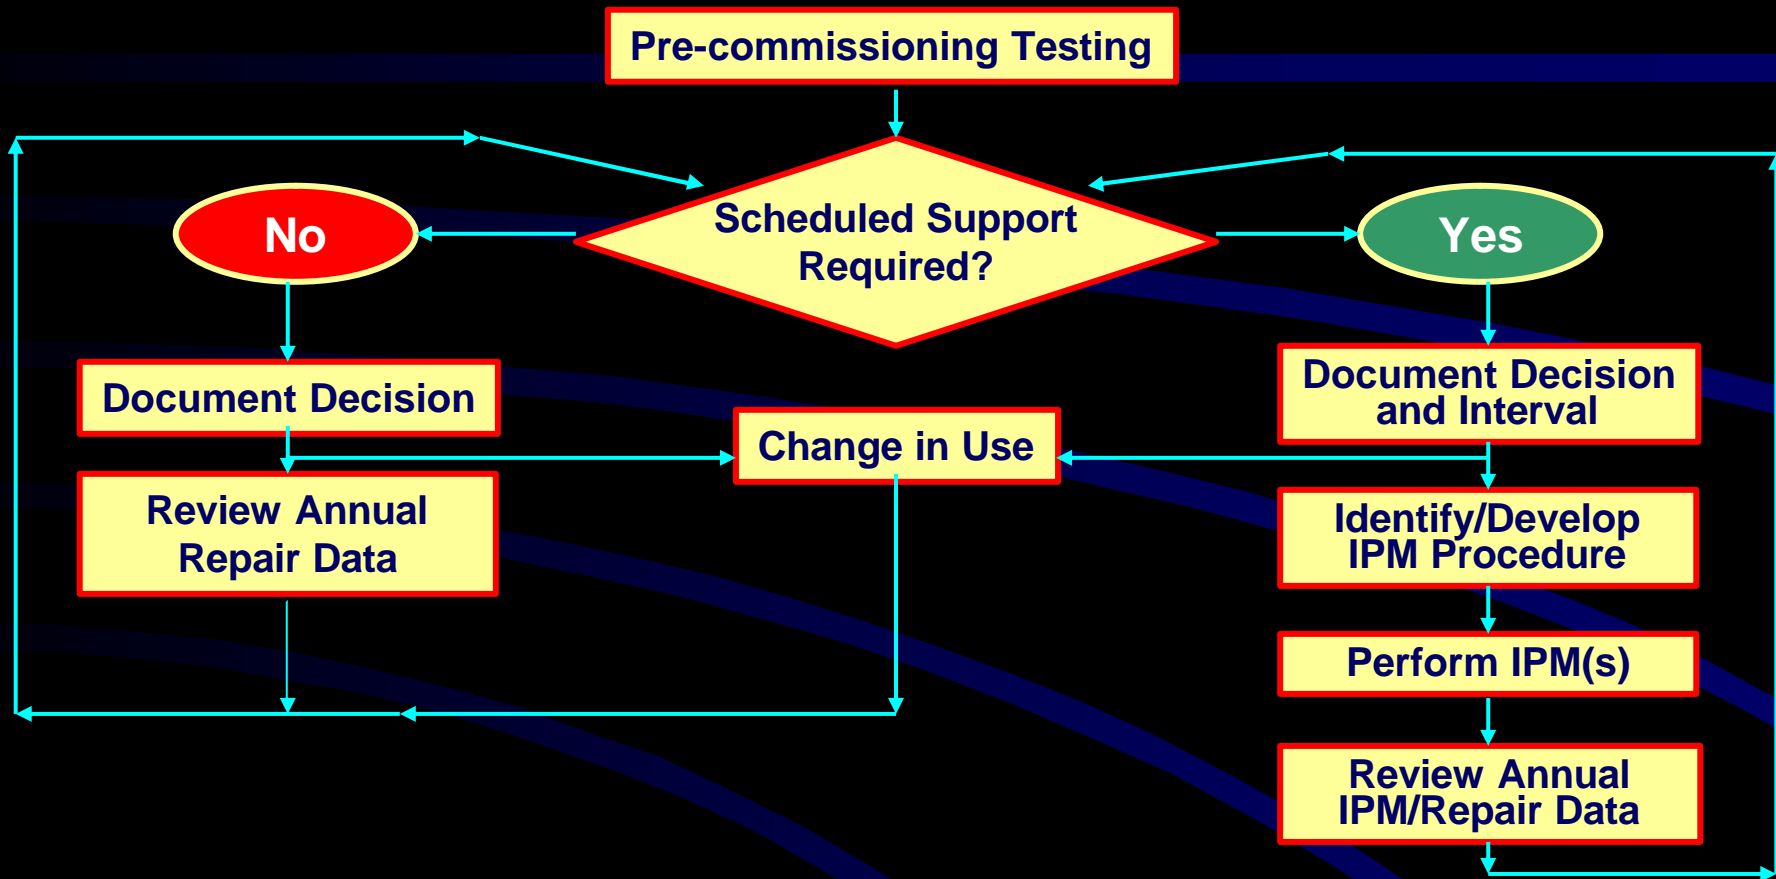 Pre-commissioning Testing
Scheduled Support
Required?
No
Yes
Document Decision
Document Decision
and Interval
Change in Use
Review Annual
Repair Data
Identify/Develop
IPM Procedure
Perform IPM(s)
Review Annual
IPM/Repair Data